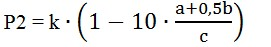 P2 = k · (1 − 10 · (a+0,5b)/c)